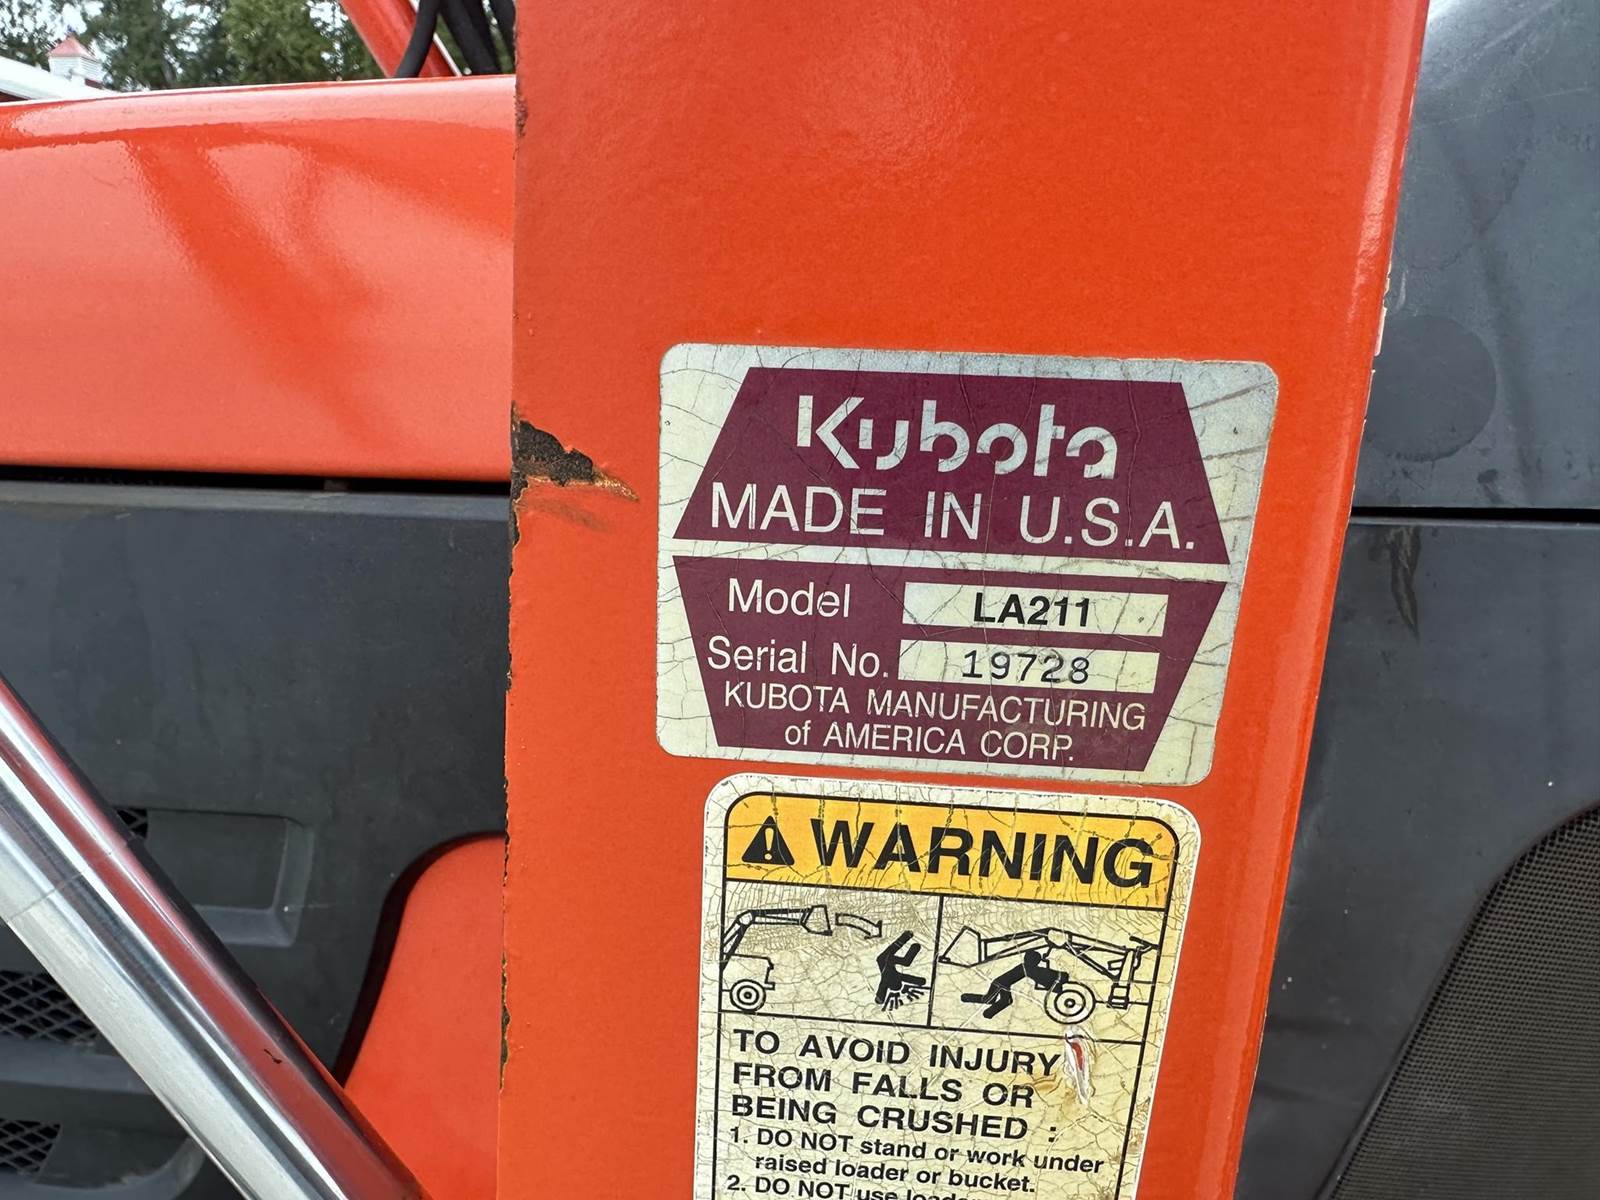 Kubota
MADE IN U.S.A.
Model LA211
Serial No. 19728
KUBOTA MANUFACTURING
of AMERICA CORP.
WARNING
TO AVOID INJURY
FROM FALLS OR
BEING CRUSHED :
1. DO NOT stand or work under
raised loader or bucket.
2. DO NOT use